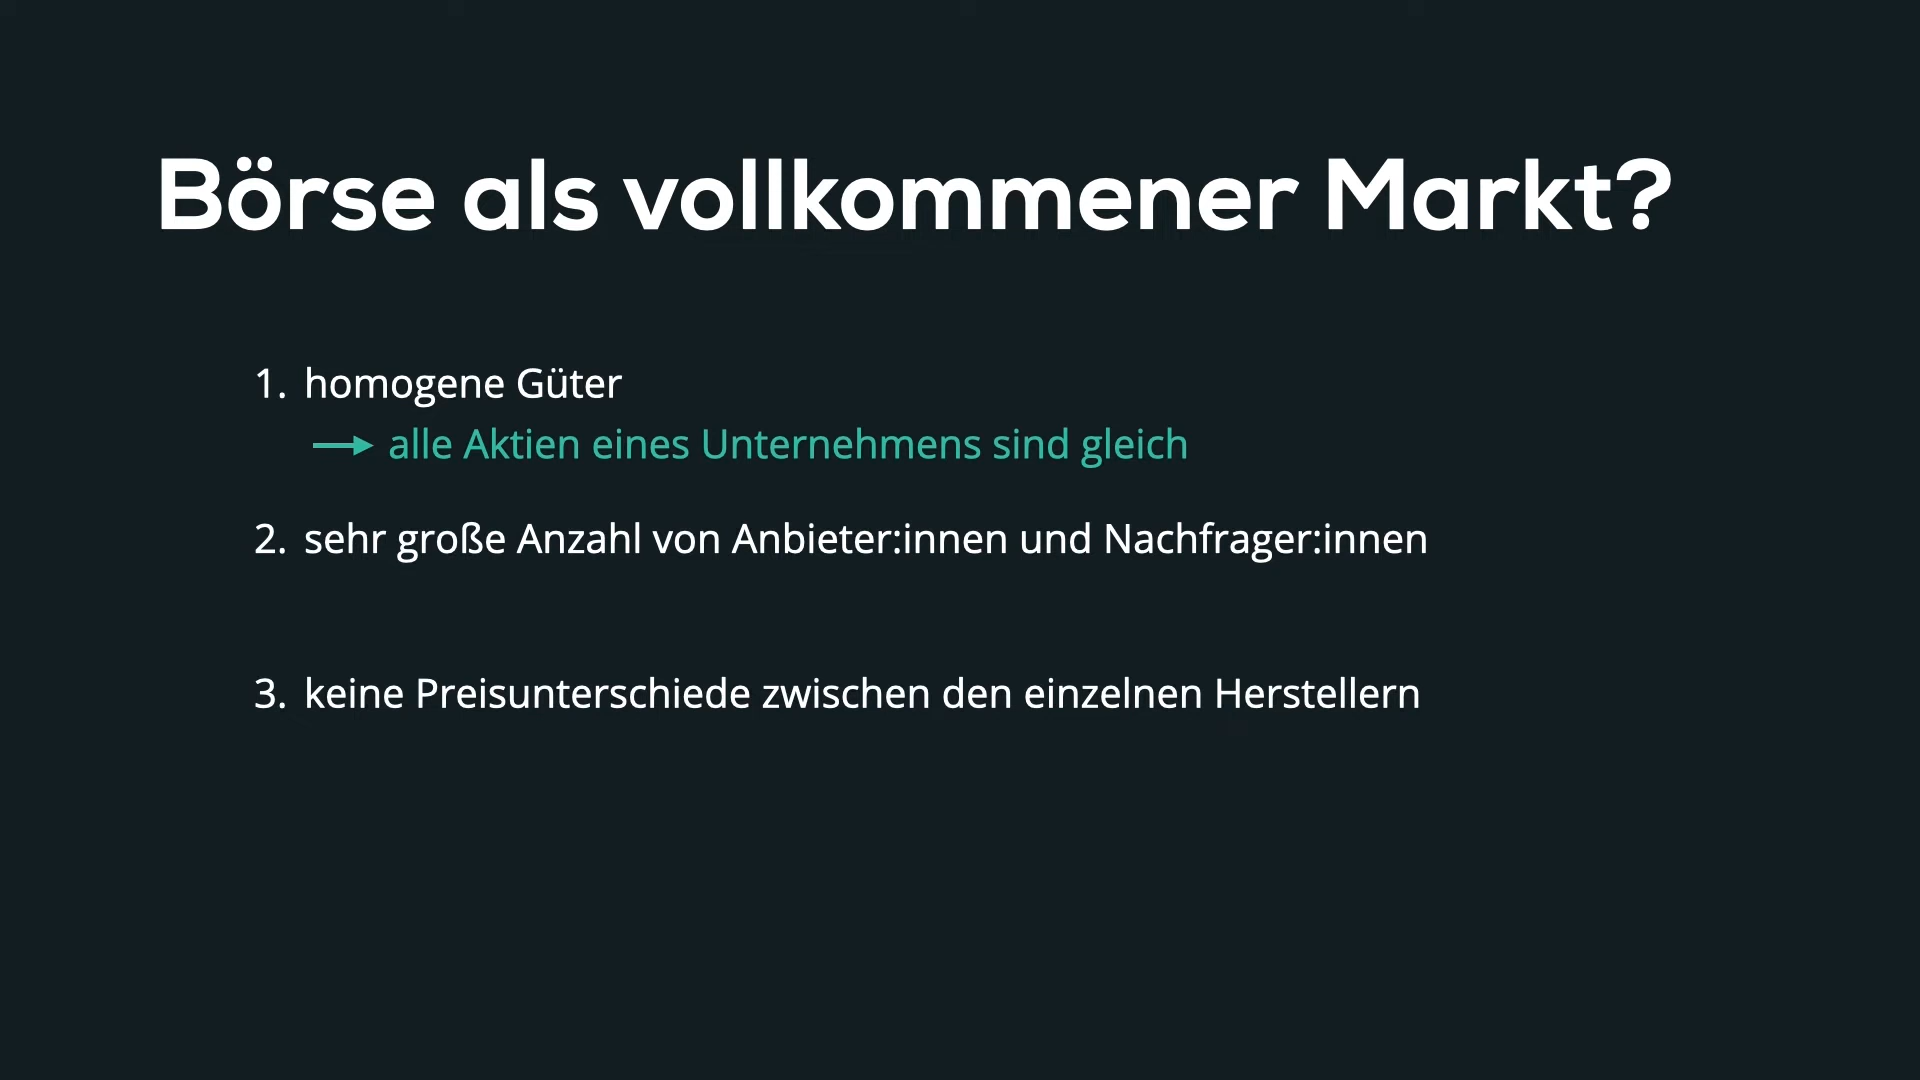 Börse als vollkommener Markt?
1. homogene Güter
→ alle Aktien eines Unternehmens sind gleich
2. sehr große Anzahl von Anbieter:innen und Nachfrager:innen
3. keine Preisunterschiede zwischen den einzelnen Herstellern